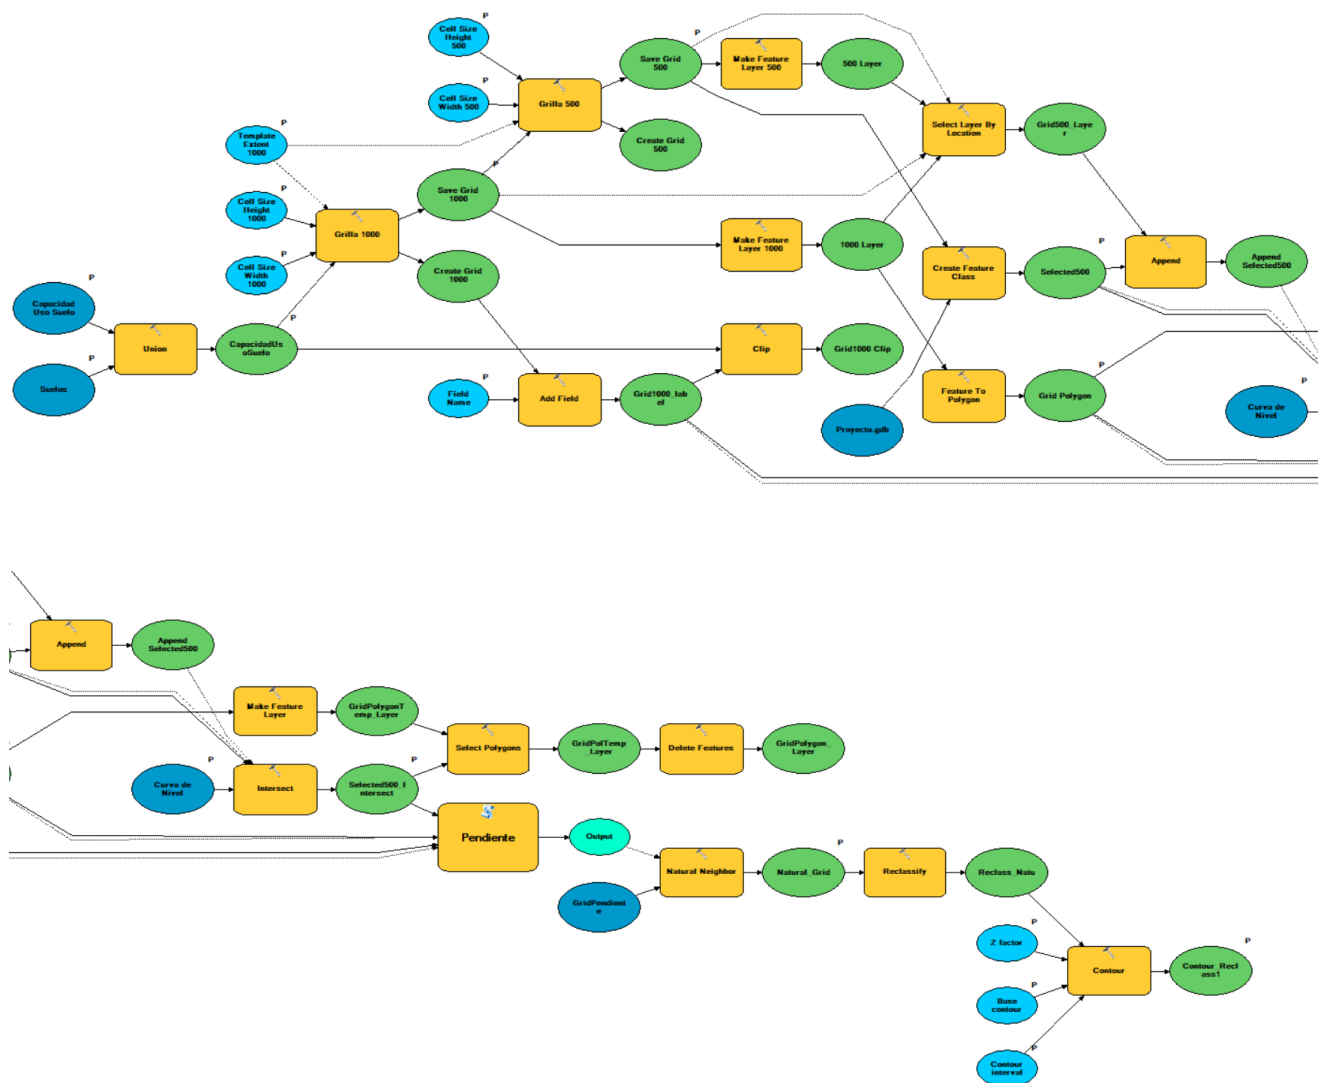 P
Cell Size
Height
500
P
Cell Size
Width 500
Grilla 500
P
Save Grid
500
Create Grid
500
Make Feature
Layer 500
500 Layer
Select Layer By
Location
Grid500_Laye
r
P
Template
Extent
1000
P
Cell Size
Height
1000
P
Cell Size
Width
1000
Grilla 1000
P
Save Grid
1000
Create Grid
1000
Make Feature
Layer 1000
1000 Layer
Create Feature
Class
P
Selected500
Append
Append
Selected500
P
Capacidad
Uso Suelo
P
Suelos
Union
P
CapacidadUs
oSuelo
Clip
Grid1000 Clip
P
Field
Name
Add Field
Grid1000_lab
el
Proyecto.gdb
Feature To
Polygon
P
Grid Polygon
P
Curva de
Nivel
Append
Append
Selected500
Make Feature
Layer
GridPolygonT
emp_Layer
Select Polygons
GridPolTemp
_Layer
Delete Features
GridPolygon_
Layer
P
Curva de
Nivel
Intersect
P
Selected500_I
ntersect
Pendiente
Output
GridPendient
e
Natural Neighbor
P
Natural_Grid
Reclassify
Reclass_Natu
P
Z factor
P
Base
contour
P
Contour
interval
Contour
P
Contour_Recl
ass1